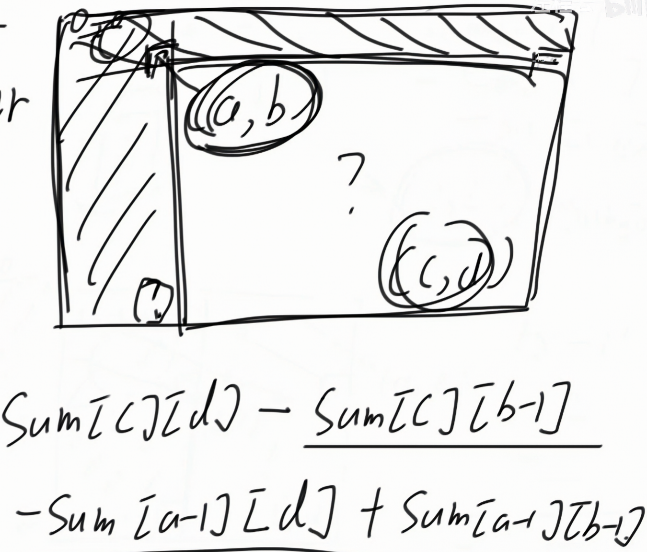 (a, b)
?
(c, d)
Sum[c][d] - Sum[c][b-1]
-Sum[a-1][d] + Sum[a-1][b-1]